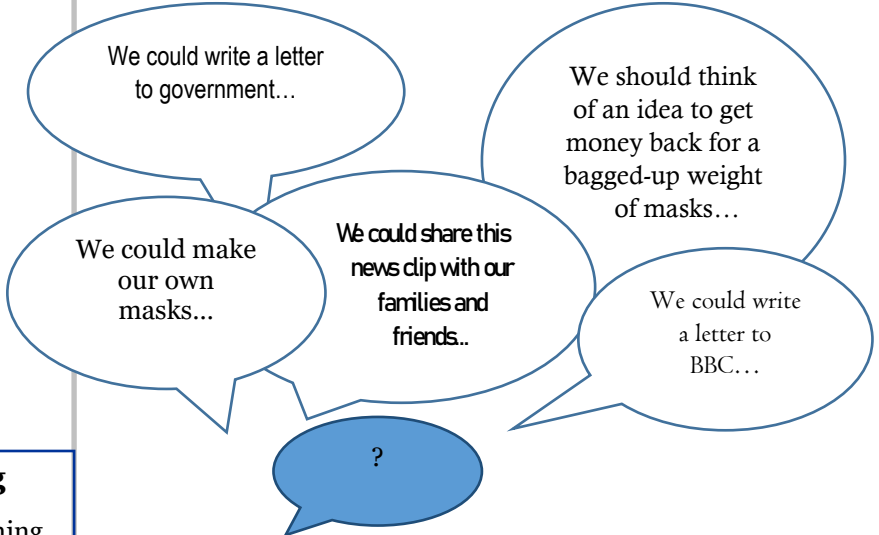 We could write a letter
to government…
We should think
of an idea to get
money back for a
bagged-up weight
of masks…
We could make
our own
masks...
We could share this
news clip with our
families and
friends...
We could write
a letter to
BBC…
?